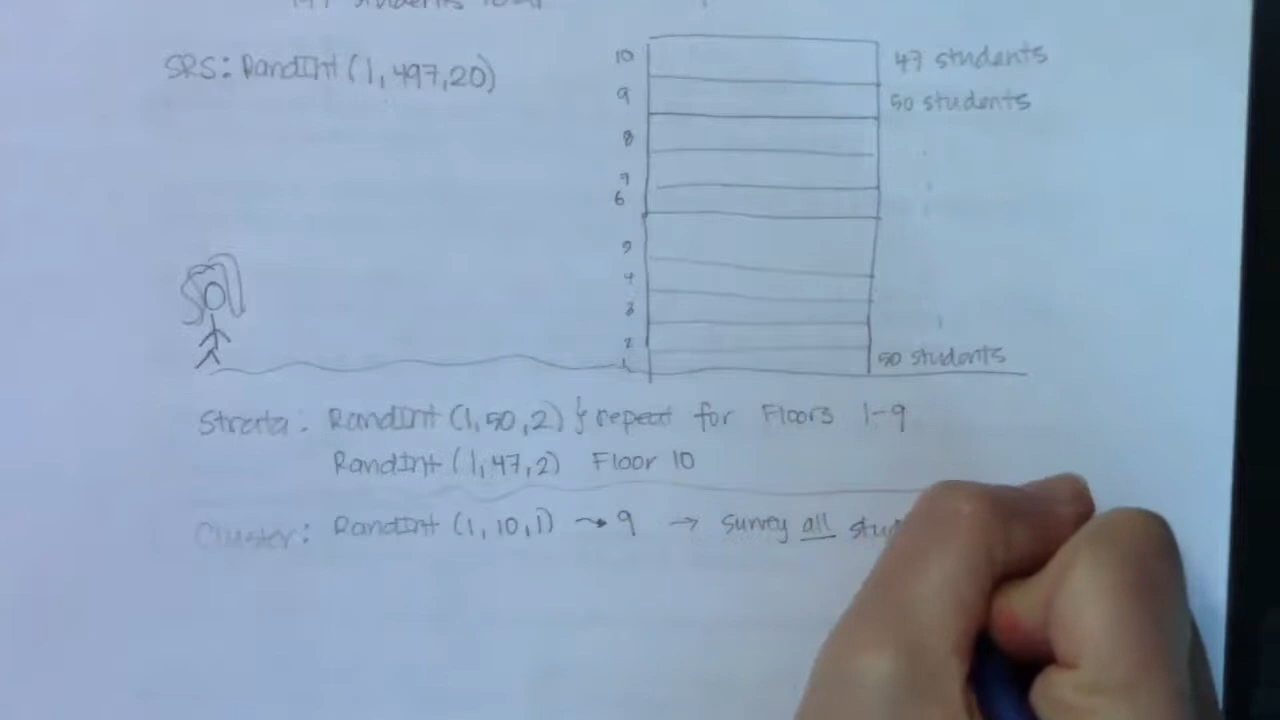 students
SRS: RandInt (1, 497, 20)
10
47 students
9
50 students
8
7
6
5
4
3
2
1
50 students
Strata: RandInt (1, 50, 2) } repeat for Floors 1-9
RandInt (1, 47, 2) Floor 10
Cluster: RandInt (1, 10, 1) → 9 → survey all stud